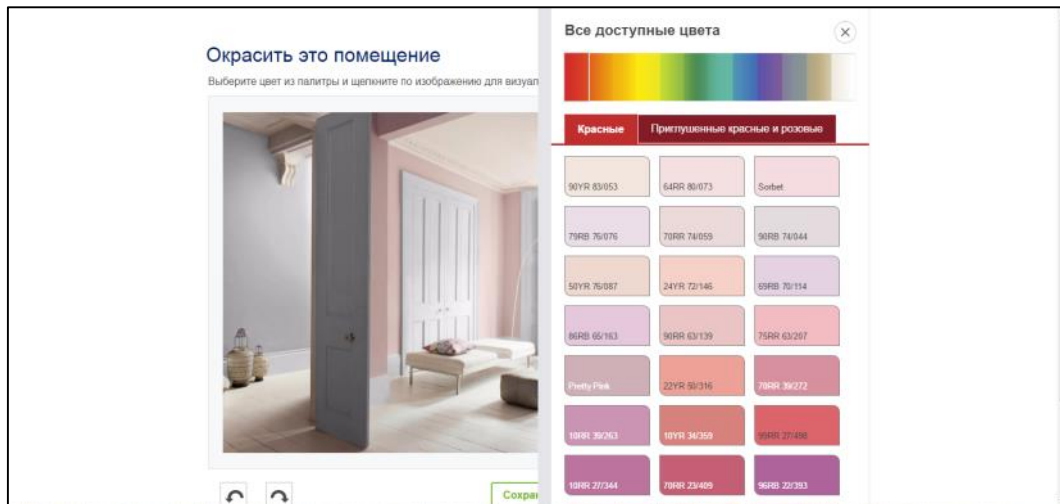 Все доступные цвета
Окрасить это помещение
Выберите цвет из палитры и щелкните по изображению для визуал
Красные Приглушенные красные и розовые
90YR 83/053 64RR 80/073 Sorbet
79RB 76/076 70RR 74/059 90RB 74/044
50YR 76/087 24YR 72/146 69RB 70/114
86RB 65/163 90RR 63/139 75RR 63/207
Pretty Pink 22YR 50/316 70RR 39/272
10RR 39/263 10YR 34/359 99RR 27/498
10RR 27/344 70RR 23/409 96RB 22/393
Сохран